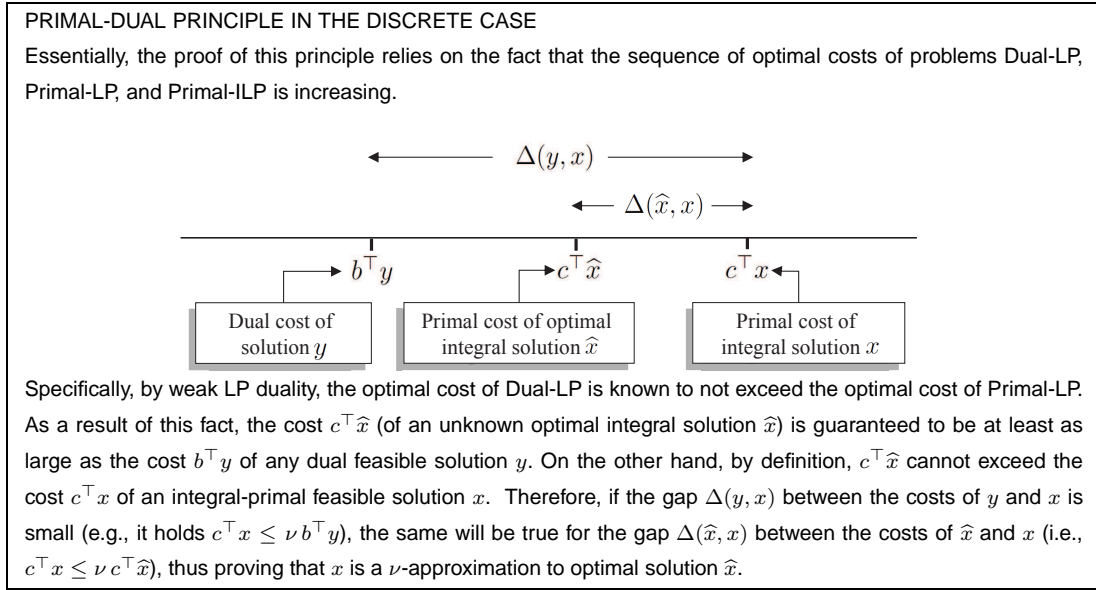 PRIMAL-DUAL PRINCIPLE IN THE DISCRETE CASE
Essentially, the proof of this principle relies on the fact that the sequence of optimal costs of problems Dual-LP,
Primal-LP, and Primal-ILP is increasing.
Δ(y, x)
Δ(x̂, x)
b⊤y c⊤x̂ c⊤x
Dual cost of
solution y
Primal cost of optimal
integral solution x̂
Primal cost of
integral solution x
Specifically, by weak LP duality, the optimal cost of Dual-LP is known to not exceed the optimal cost of Primal-LP.
As a result of this fact, the cost c⊤x̂ (of an unknown optimal integral solution x̂) is guaranteed to be at least as
large as the cost b⊤y of any dual feasible solution y. On the other hand, by definition, c⊤x̂ cannot exceed the
cost c⊤x of an integral-primal feasible solution x. Therefore, if the gap Δ(y, x) between the costs of y and x is
small (e.g., it holds c⊤x ≤ ν b⊤y), the same will be true for the gap Δ(x̂, x) between the costs of x̂ and x (i.e.,
c⊤x ≤ ν c⊤x̂), thus proving that x is a ν-approximation to optimal solution x̂.